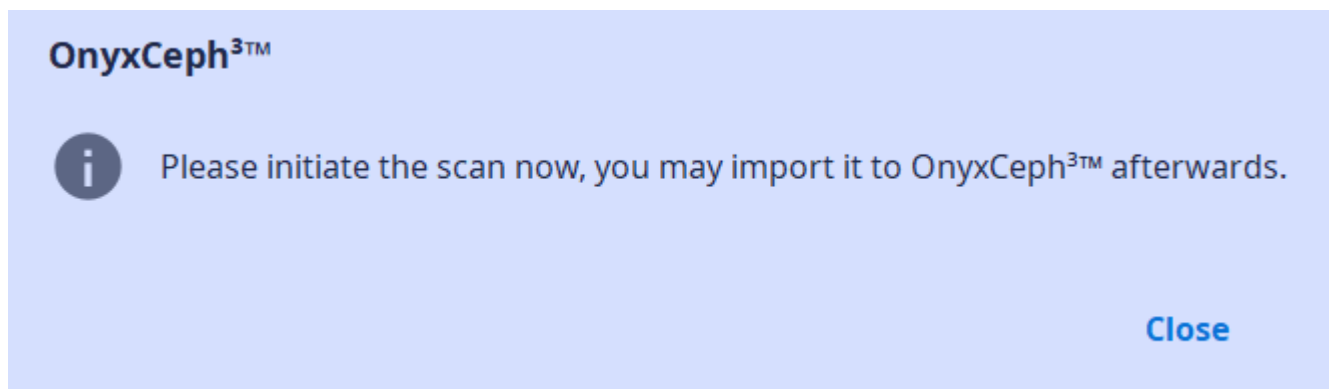 OnyxCeph³™
i
Please initiate the scan now, you may import it to OnyxCeph³™ afterwards.
Close